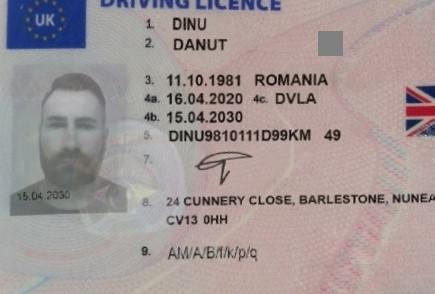 DRIVING LICENCE
UK
1. DINU
2. DANUT
3. 11.10.1981 ROMANIA
4a. 16.04.2020 4c. DVLA
4b. 15.04.2030
5. DINU9810111D99KM 49
7.
15.04.2030
8. 24 CUNNERY CLOSE, BARLESTONE, NUNEA
CV13 0HH
9. AM/A/B/f/k/p/q